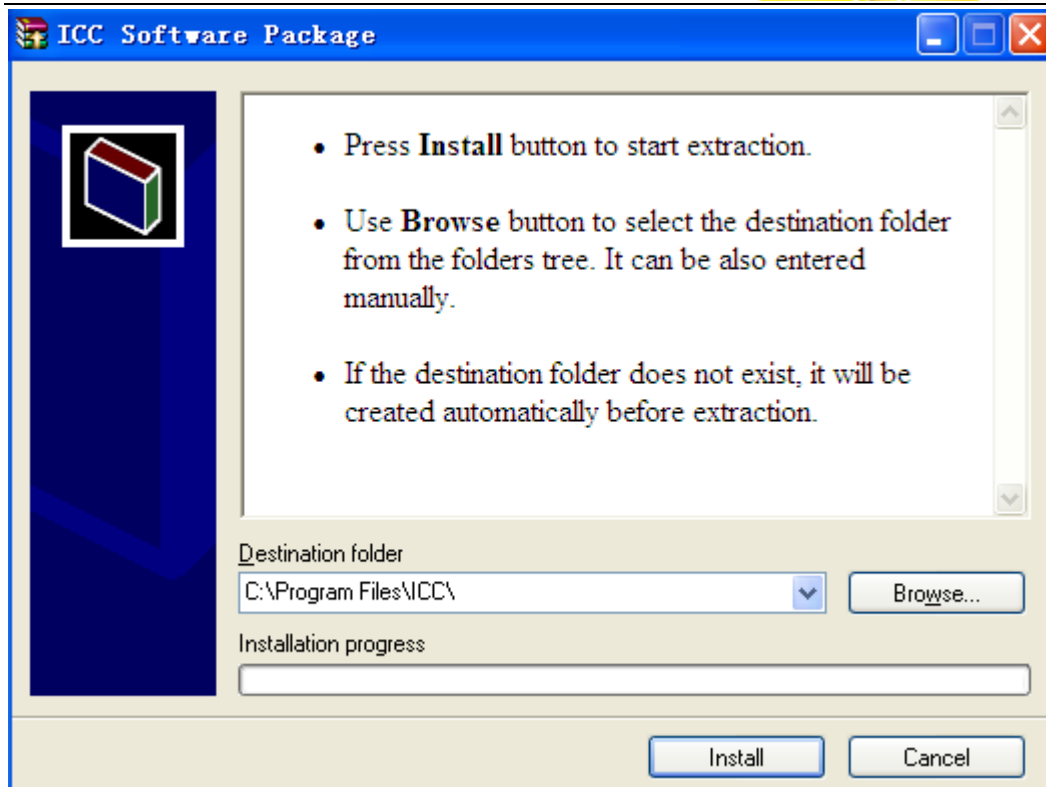 ICC Software Package
• Press Install button to start extraction.
• Use Browse button to select the destination folder
from the folders tree. It can be also entered
manually.
• If the destination folder does not exist, it will be
created automatically before extraction.
Destination folder
C:\Program Files\ICC\
Browse...
Installation progress
Install
Cancel